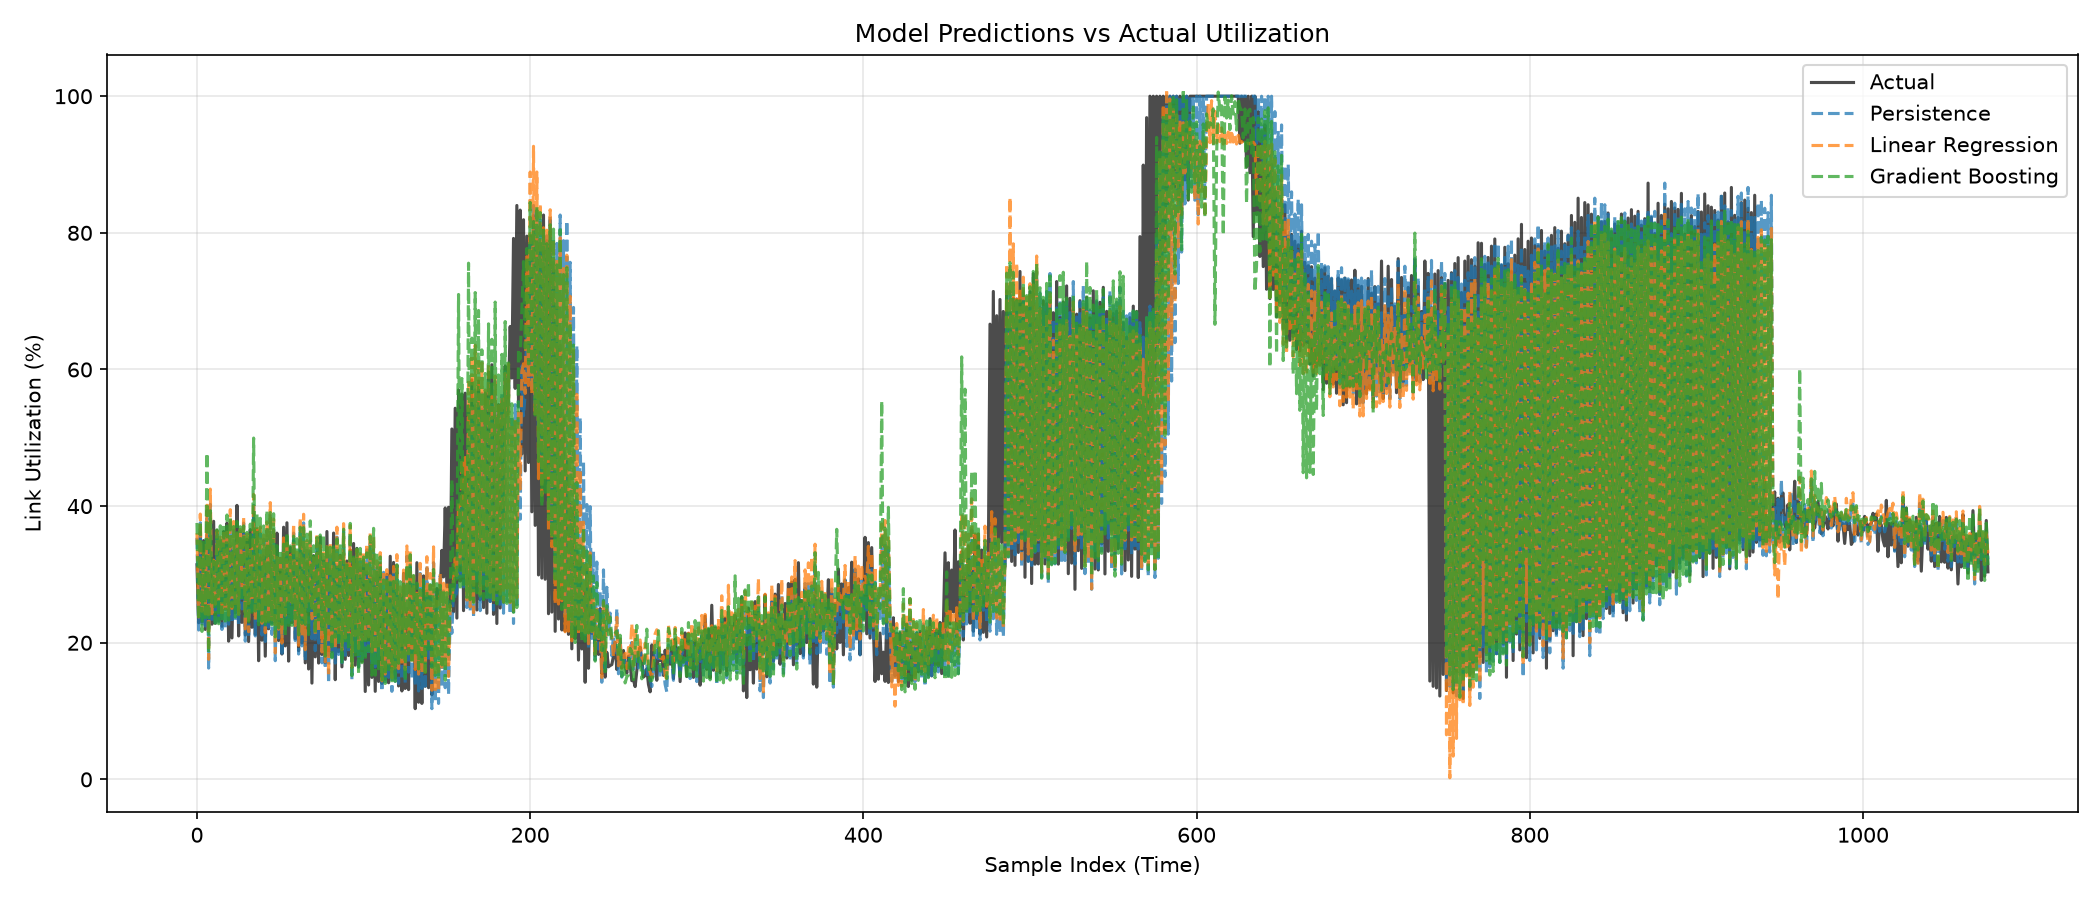 Model Predictions vs Actual Utilization
Actual
Persistence
Linear Regression
Gradient Boosting
Link Utilization (%)
100
80
60
40
20
0
0 200 400 600 800 1000
Sample Index (Time)